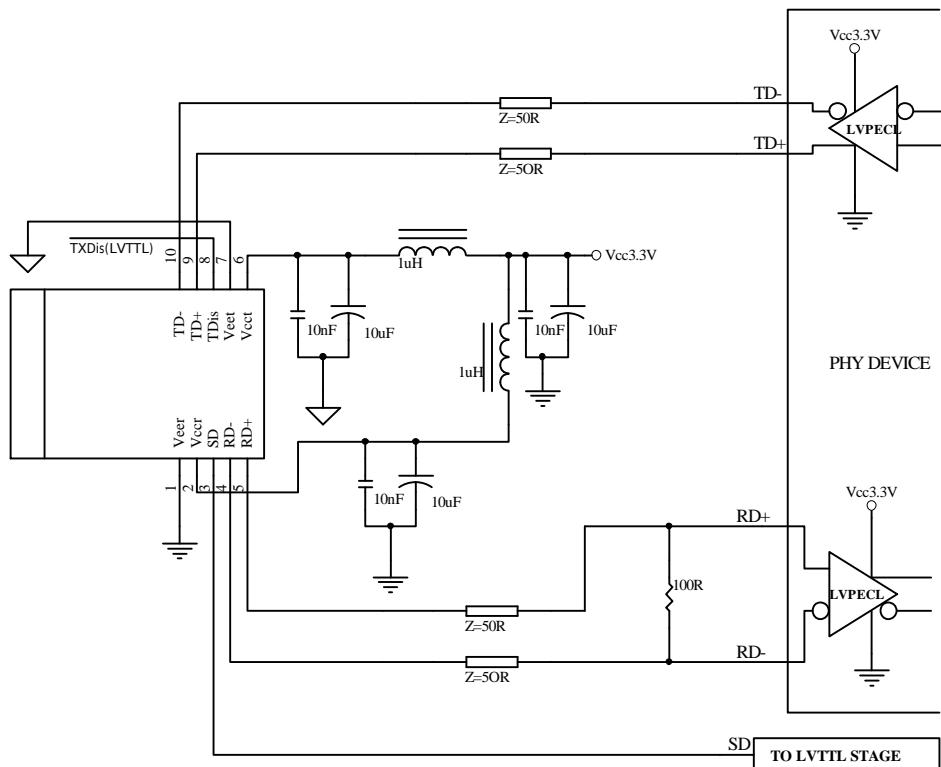 Vcc3.3V
TD-
LVPECL
Z=50R
TD+
Z=5OR
TXDis(LVTTL)
10
9
8
7
6
1uH
Vcc3.3V
TD-
TD+
TDis
Veet
Vcct
10nF
10uF
10nF
10uF
1uH
PHY DEVICE
Veer
Vccr
SD
RD-
RD+
1
2
3
4
5
10nF
10uF
Vcc3.3V
RD+
100R
LVPECL
Z=50R
RD-
Z=5OR
SD
TO LVTTL STAGE